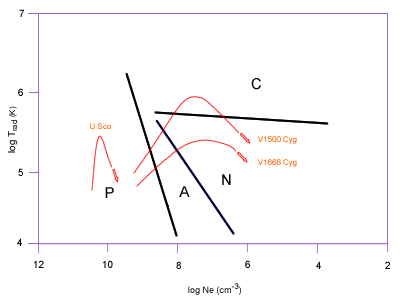 7
6
5
4
log T_rad (K)
C
U Sco
V1500 Cyg
V1668 Cyg
P
A
N
12 10 8 6 4 2
log Ne (cm⁻³)